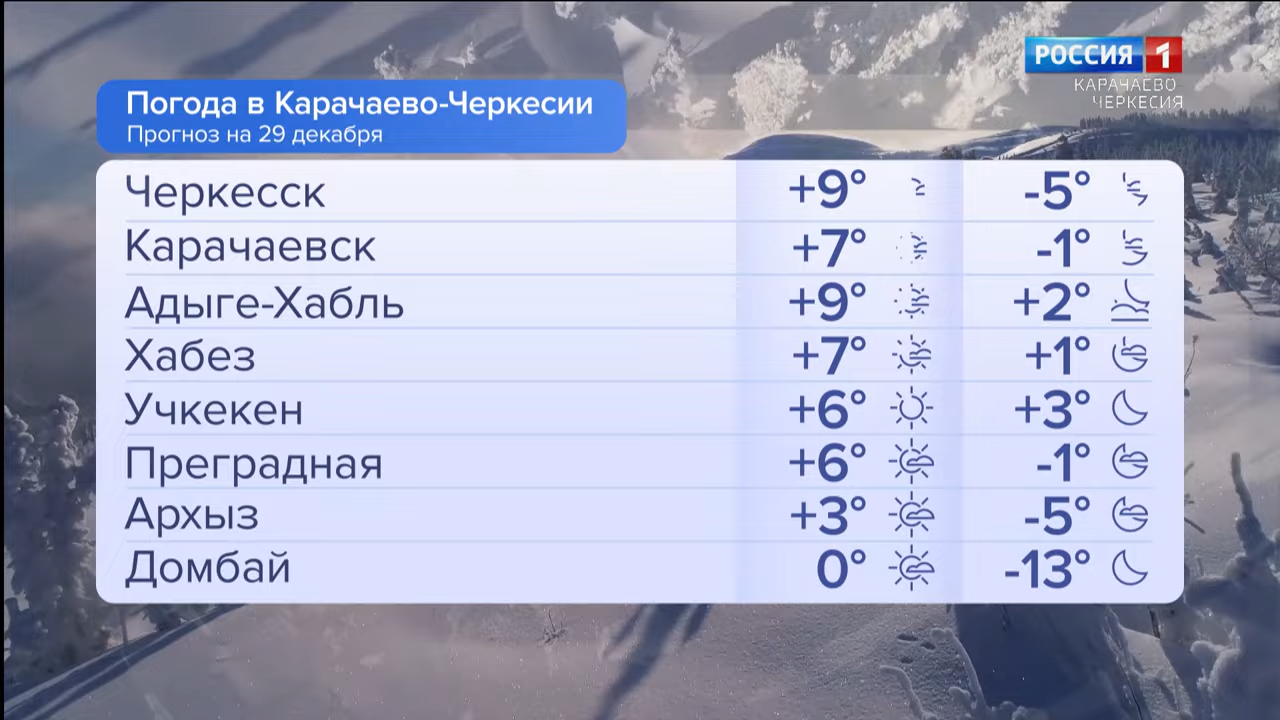 РОССИЯ 1
КАРАЧАЕВО-
ЧЕРКЕСИЯ
Погода в Карачаево-Черкесии
Прогноз на 29 декабря
Черкесск +9° -5°
Карачаевск +7° -1°
Адыге-Хабль +9° +2°
Хабез +7° +1°
Учкекен +6° +3°
Преградная +6° -1°
Архыз +3° -5°
Домбай 0° -13°